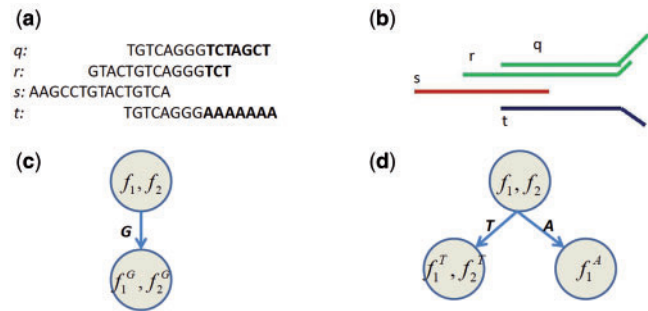 (a)
q: TGTCAGGGTCTAGCT
r: GTACTGTCAGGGTCT
s: AAGCCTGTACTGTCA
t: TGTCAGGGAAAAAAA
(b)
q
r
s
t
(c)
f₁, f₂
G
f₁ᴳ, f₂ᴳ
(d)
f₁, f₂
T A
f₁ᵀ, f₂ᵀ f₁ᴬ